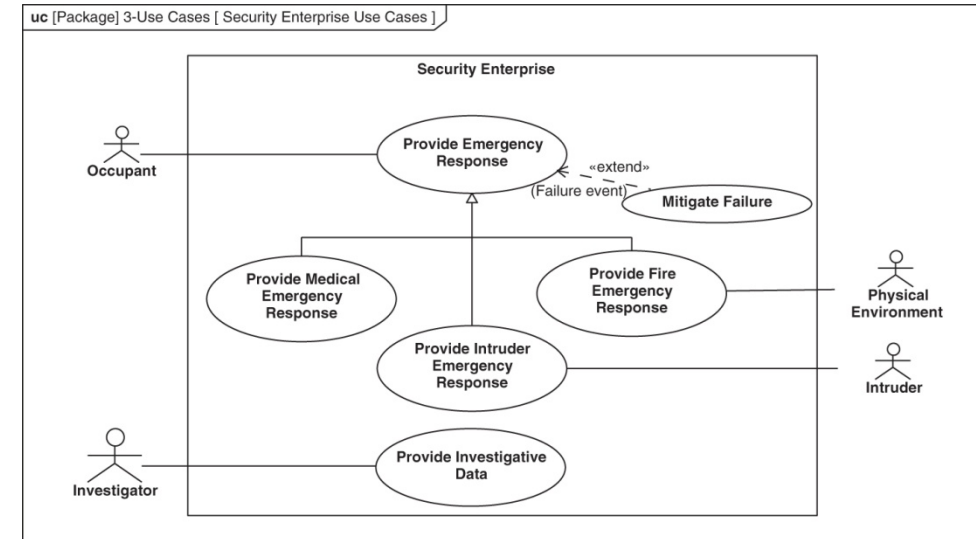 uc [Package] 3-Use Cases [ Security Enterprise Use Cases ]
Security Enterprise
Occupant
Provide Emergency
Response
«extend»
(Failure event)
Mitigate Failure
Provide Medical
Emergency
Response
Provide Fire
Emergency
Response
Physical
Environment
Provide Intruder
Emergency
Response
Intruder
Investigator
Provide Investigative
Data